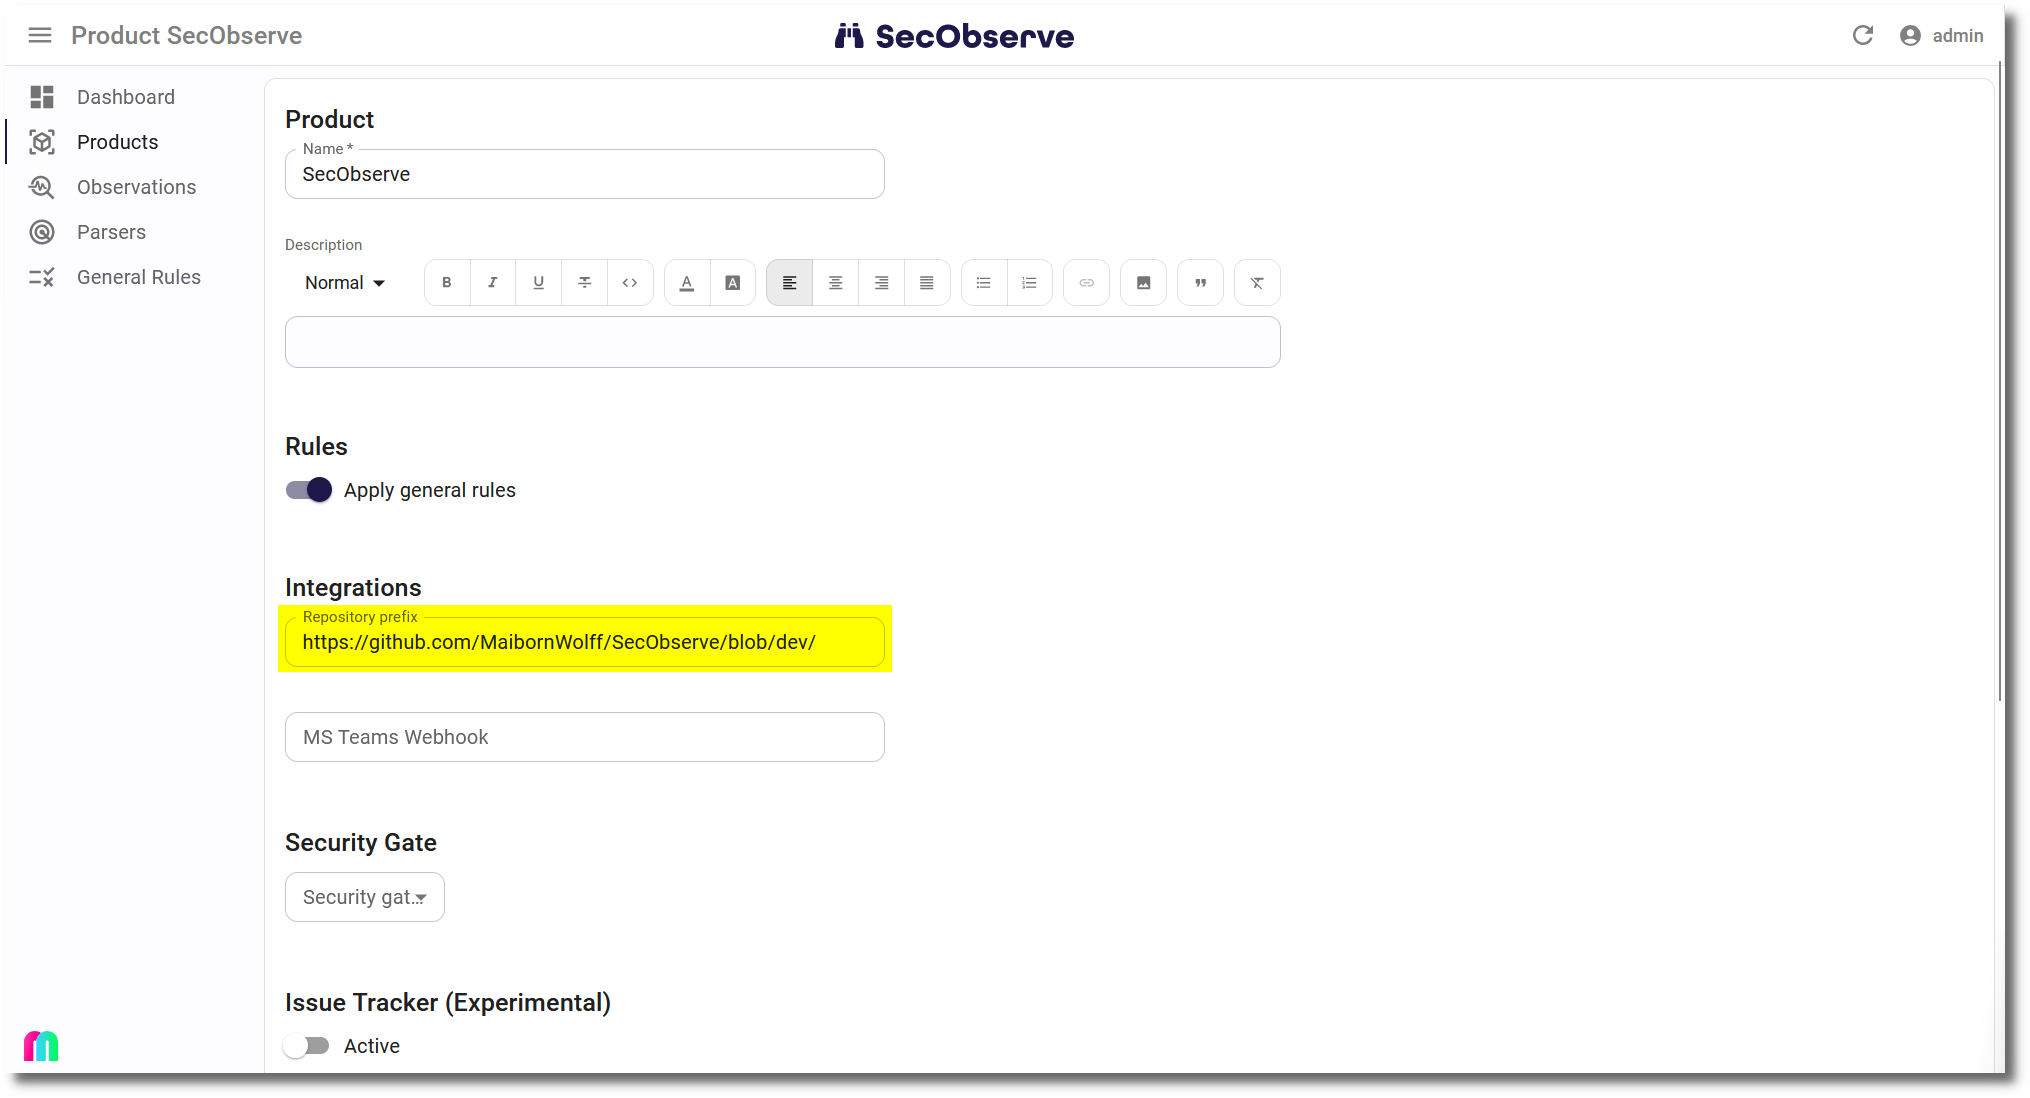 Product SecObserve
SecObserve
admin
Dashboard
Products
Observations
Parsers
General Rules
Product
Name *
SecObserve
Description
Normal
Rules
Apply general rules
Integrations
Repository prefix
https://github.com/MaibornWolff/SecObserve/blob/dev/
MS Teams Webhook
Security Gate
Security gat...
Issue Tracker (Experimental)
Active